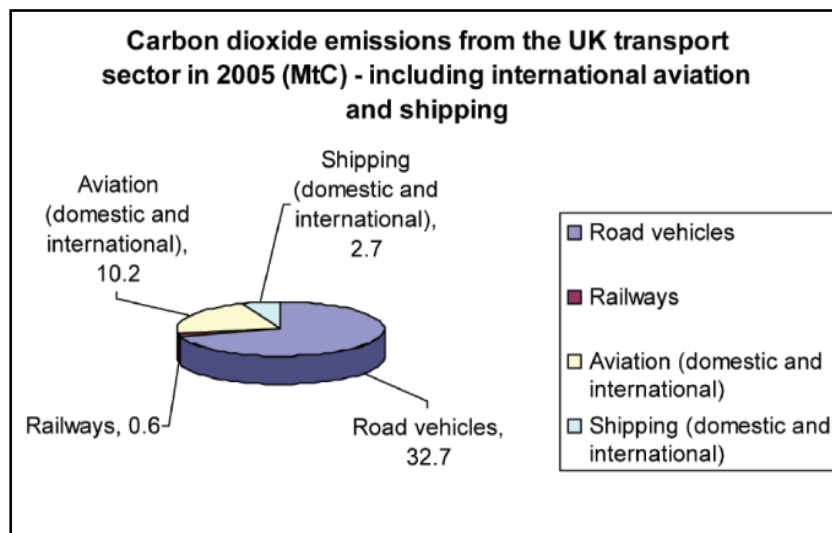 Carbon dioxide emissions from the UK transport
sector in 2005 (MtC) - including international aviation
and shipping
Shipping
(domestic and
international),
2.7
Aviation
(domestic and
international),
10.2
Railways, 0.6
Road vehicles,
32.7
Road vehicles
Railways
Aviation (domestic and
international)
Shipping (domestic and
international)